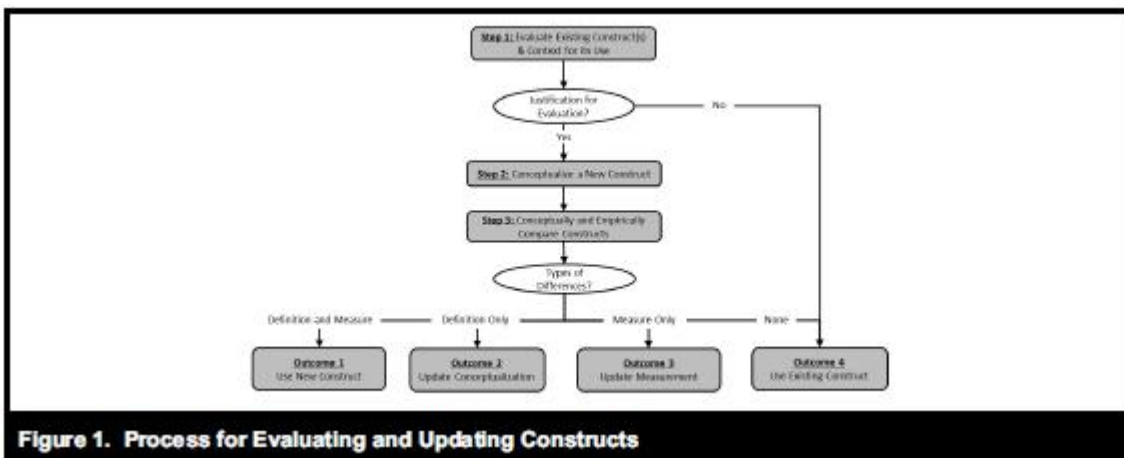 Step 1: Evaluate Existing Construct(s)
& Context for its Use
Justification for
Evaluation?
No
Yes
Step 2: Conceptualize a New Construct
Step 3: Conceptually and Empirically
Compare Constructs
Types of
Differences?
Definition and Measure
Definition Only
Measure Only
None
Outcome 1
Use New Construct
Outcome 2
Update Conceptualization
Outcome 3
Update Measurement
Outcome 4
Use Existing Construct
Figure 1. Process for Evaluating and Updating Constructs